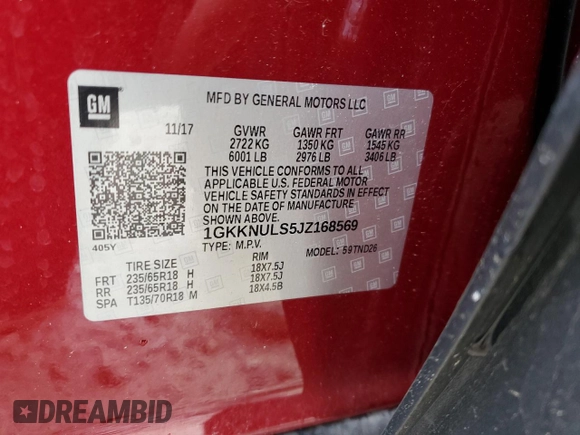 GM
MFD BY GENERAL MOTORS LLC
11/17 GVWR GAWR FRT GAWR RR
2722 KG 1350 KG 1545 KG
6001 LB 2976 LB 3406 LB
THIS VEHICLE CONFORMS TO ALL
APPLICABLE U.S. FEDERAL MOTOR
VEHICLE SAFETY STANDARDS IN EFFECT
ON THE DATE OF MANUFACTURE
SHOWN ABOVE.
1GKKNULS5JZ168569
405Y TYPE: M.P.V. MODEL: 59TND26
TIRE SIZE RIM
FRT 235/65R18 H 18X7.5J
RR 235/65R18 H 18X7.5J
SPA T135/70R18 M 18X4.5B
DREAMBID